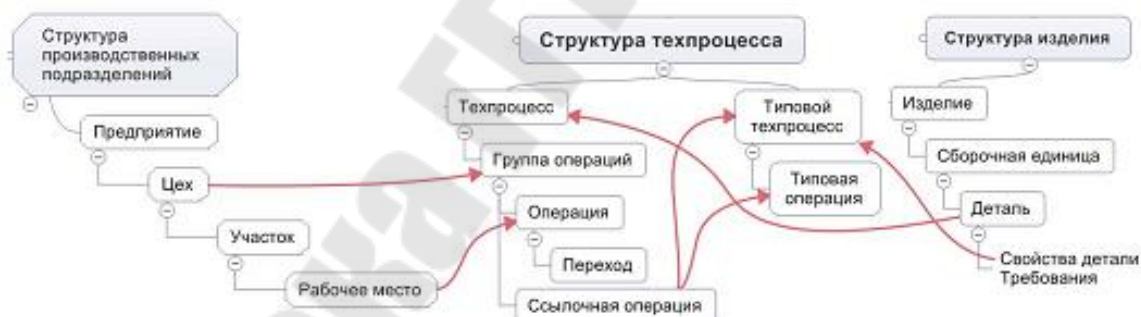 Структура
производственных
подразделений
Предприятие
Цех
Участок
Рабочее место
Структура техпроцесса
Техпроцесс
Группа операций
Операция
Переход
Ссылочная операция
Типовой
техпроцесс
Типовая
операция
Структура изделия
Изделие
Сборочная единица
Деталь
Свойства детали
Требования